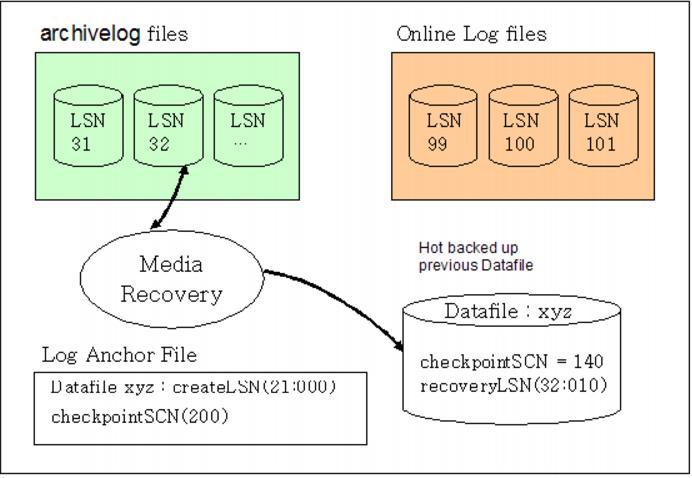 archivelog files
Online Log files
LSN
31
LSN
32
LSN
...
LSN
99
LSN
100
LSN
101
Media
Recovery
Hot backed up
previous Datafile
Datafile : xyz
checkpointSCN = 140
recoveryLSN(32:010)
Log Anchor File
Datafile xyz : createLSN(21:000)
checkpointSCN(200)